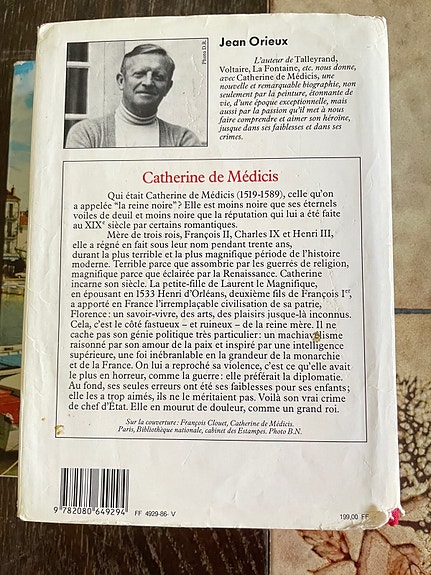 Photo D.R.
Jean Orieux
L'auteur de Talleyrand,
Voltaire, La Fontaine, etc. nous donne,
avec Catherine de Médicis, une
nouvelle et remarquable biographie, non
seulement par la peinture, étonnante de
vie, d'une époque exceptionnelle, mais
aussi par la passion qu'il met à nous
faire comprendre et aimer son héroïne,
jusque dans ses faiblesses et dans ses
crimes.
Catherine de Médicis
Qui était Catherine de Médicis (1519-1589), celle qu'on
a appelée "la reine noire"? Elle est moins noire que ses éternels
voiles de deuil et moins noire que la réputation qui lui a été faite
au XIXe siècle par certains romantiques.
Mère de trois rois, François II, Charles IX et Henri III,
elle a régné en fait sous leur nom pendant trente ans,
durant la plus terrible et la plus magnifique période de l'histoire
moderne. Terrible parce que assombrie par les guerres de religion,
magnifique parce que éclairée par la Renaissance. Catherine
incarne son siècle. La petite-fille de Laurent le Magnifique,
en épousant en 1533 Henri d'Orléans, deuxième fils de François Ier,
a apporté en France l'irremplaçable civilisation de sa patrie,
Florence: un savoir-vivre, des arts, des plaisirs jusque-là inconnus.
Cela, c'est le côté fastueux - et ruineux - de la reine mère. Il ne
cache pas son génie politique très particulier: un machiavélisme
raisonné par son amour de la paix et inspiré par une intelligence
supérieure, une foi inébranlable en la grandeur de la monarchie
et de la France. On lui a reproché sa violence, c'est ce qu'elle avait
le plus en horreur, comme la guerre: elle préférait la diplomatie.
Au fond, ses seules erreurs ont été ses faiblesses pour ses enfants;
elle les a trop aimés, ils ne le méritaient pas. Voilà son vrai crime
de chef d'État. Elle en mourut de douleur, comme un grand roi.
Sur la couverture: François Clouet, Catherine de Médicis.
Paris, Bibliothèque nationale, cabinet des Estampes. Photo B.N.
9 782080 649294
FF 4929-86-V
199,00 FF